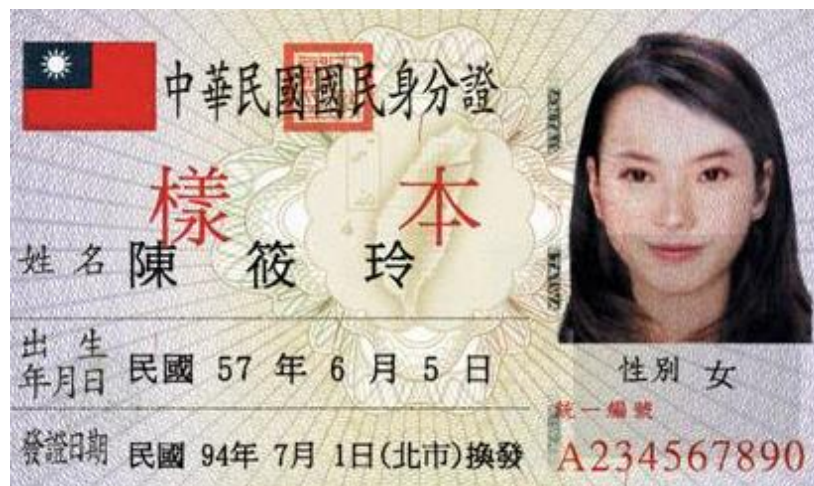 中華民國國民身分證
樣本
姓名 陳筱玲
出生年月日 民國 57 年 6 月 5 日
性別 女
發證日期 民國 94年 7月 1日(北市)換發
統一編號
A234567890